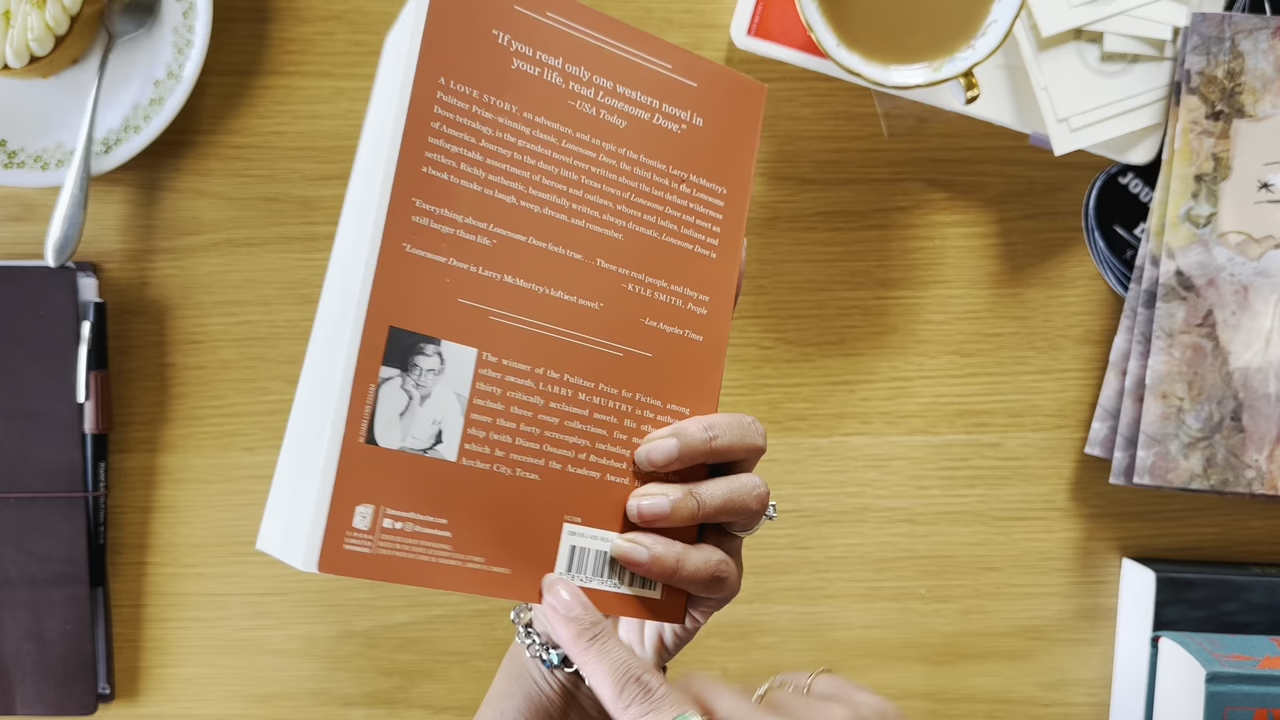 “If you read only one western novel in
your life, read Lonesome Dove.”
—USA Today
A LOVE STORY, an adventure, and an epic of the frontier, Larry McMurtry’s
Pulitzer Prize–winning classic, Lonesome Dove, the third book in the Lonesome
Dove tetralogy, is the grandest novel ever written about the last defiant wilderness
of America. Journey to the dusty little Texas town of Lonesome Dove and meet an
unforgettable assortment of heroes and outlaws, whores and ladies, Indians and
settlers. Richly authentic, beautifully written, always dramatic, Lonesome Dove is
a book to make us laugh, weep, dream, and remember.
“Everything about Lonesome Dove feels true. . . . These are real people, and they are
still larger than life.”
—KYLE SMITH, People
“Lonesome Dove is Larry McMurtry’s loftiest novel.”
—Los Angeles Times
The winner of the Pulitzer Prize for Fiction, among
other awards, LARRY McMURTRY is the author
thirty critically acclaimed novels. His
include three essay collections, five
more than forty screenplays, including
ship (with Diana Ossana) of Brokeback
which he received the Academy Award.
Archer City, Texas.
FICTION
JOU